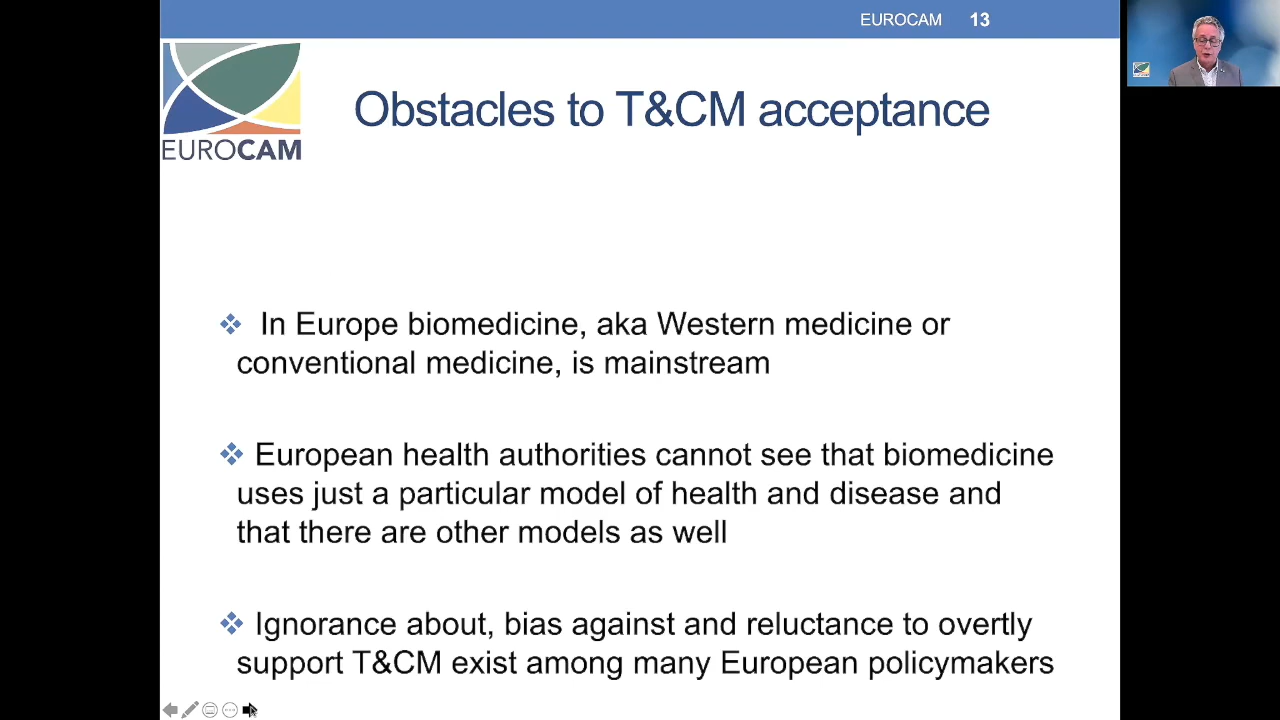 EUROCAM 13
EUROCAM
Obstacles to T&CM acceptance
In Europe biomedicine, aka Western medicine or
conventional medicine, is mainstream
European health authorities cannot see that biomedicine
uses just a particular model of health and disease and
that there are other models as well
Ignorance about, bias against and reluctance to overtly
support T&CM exist among many European policymakers